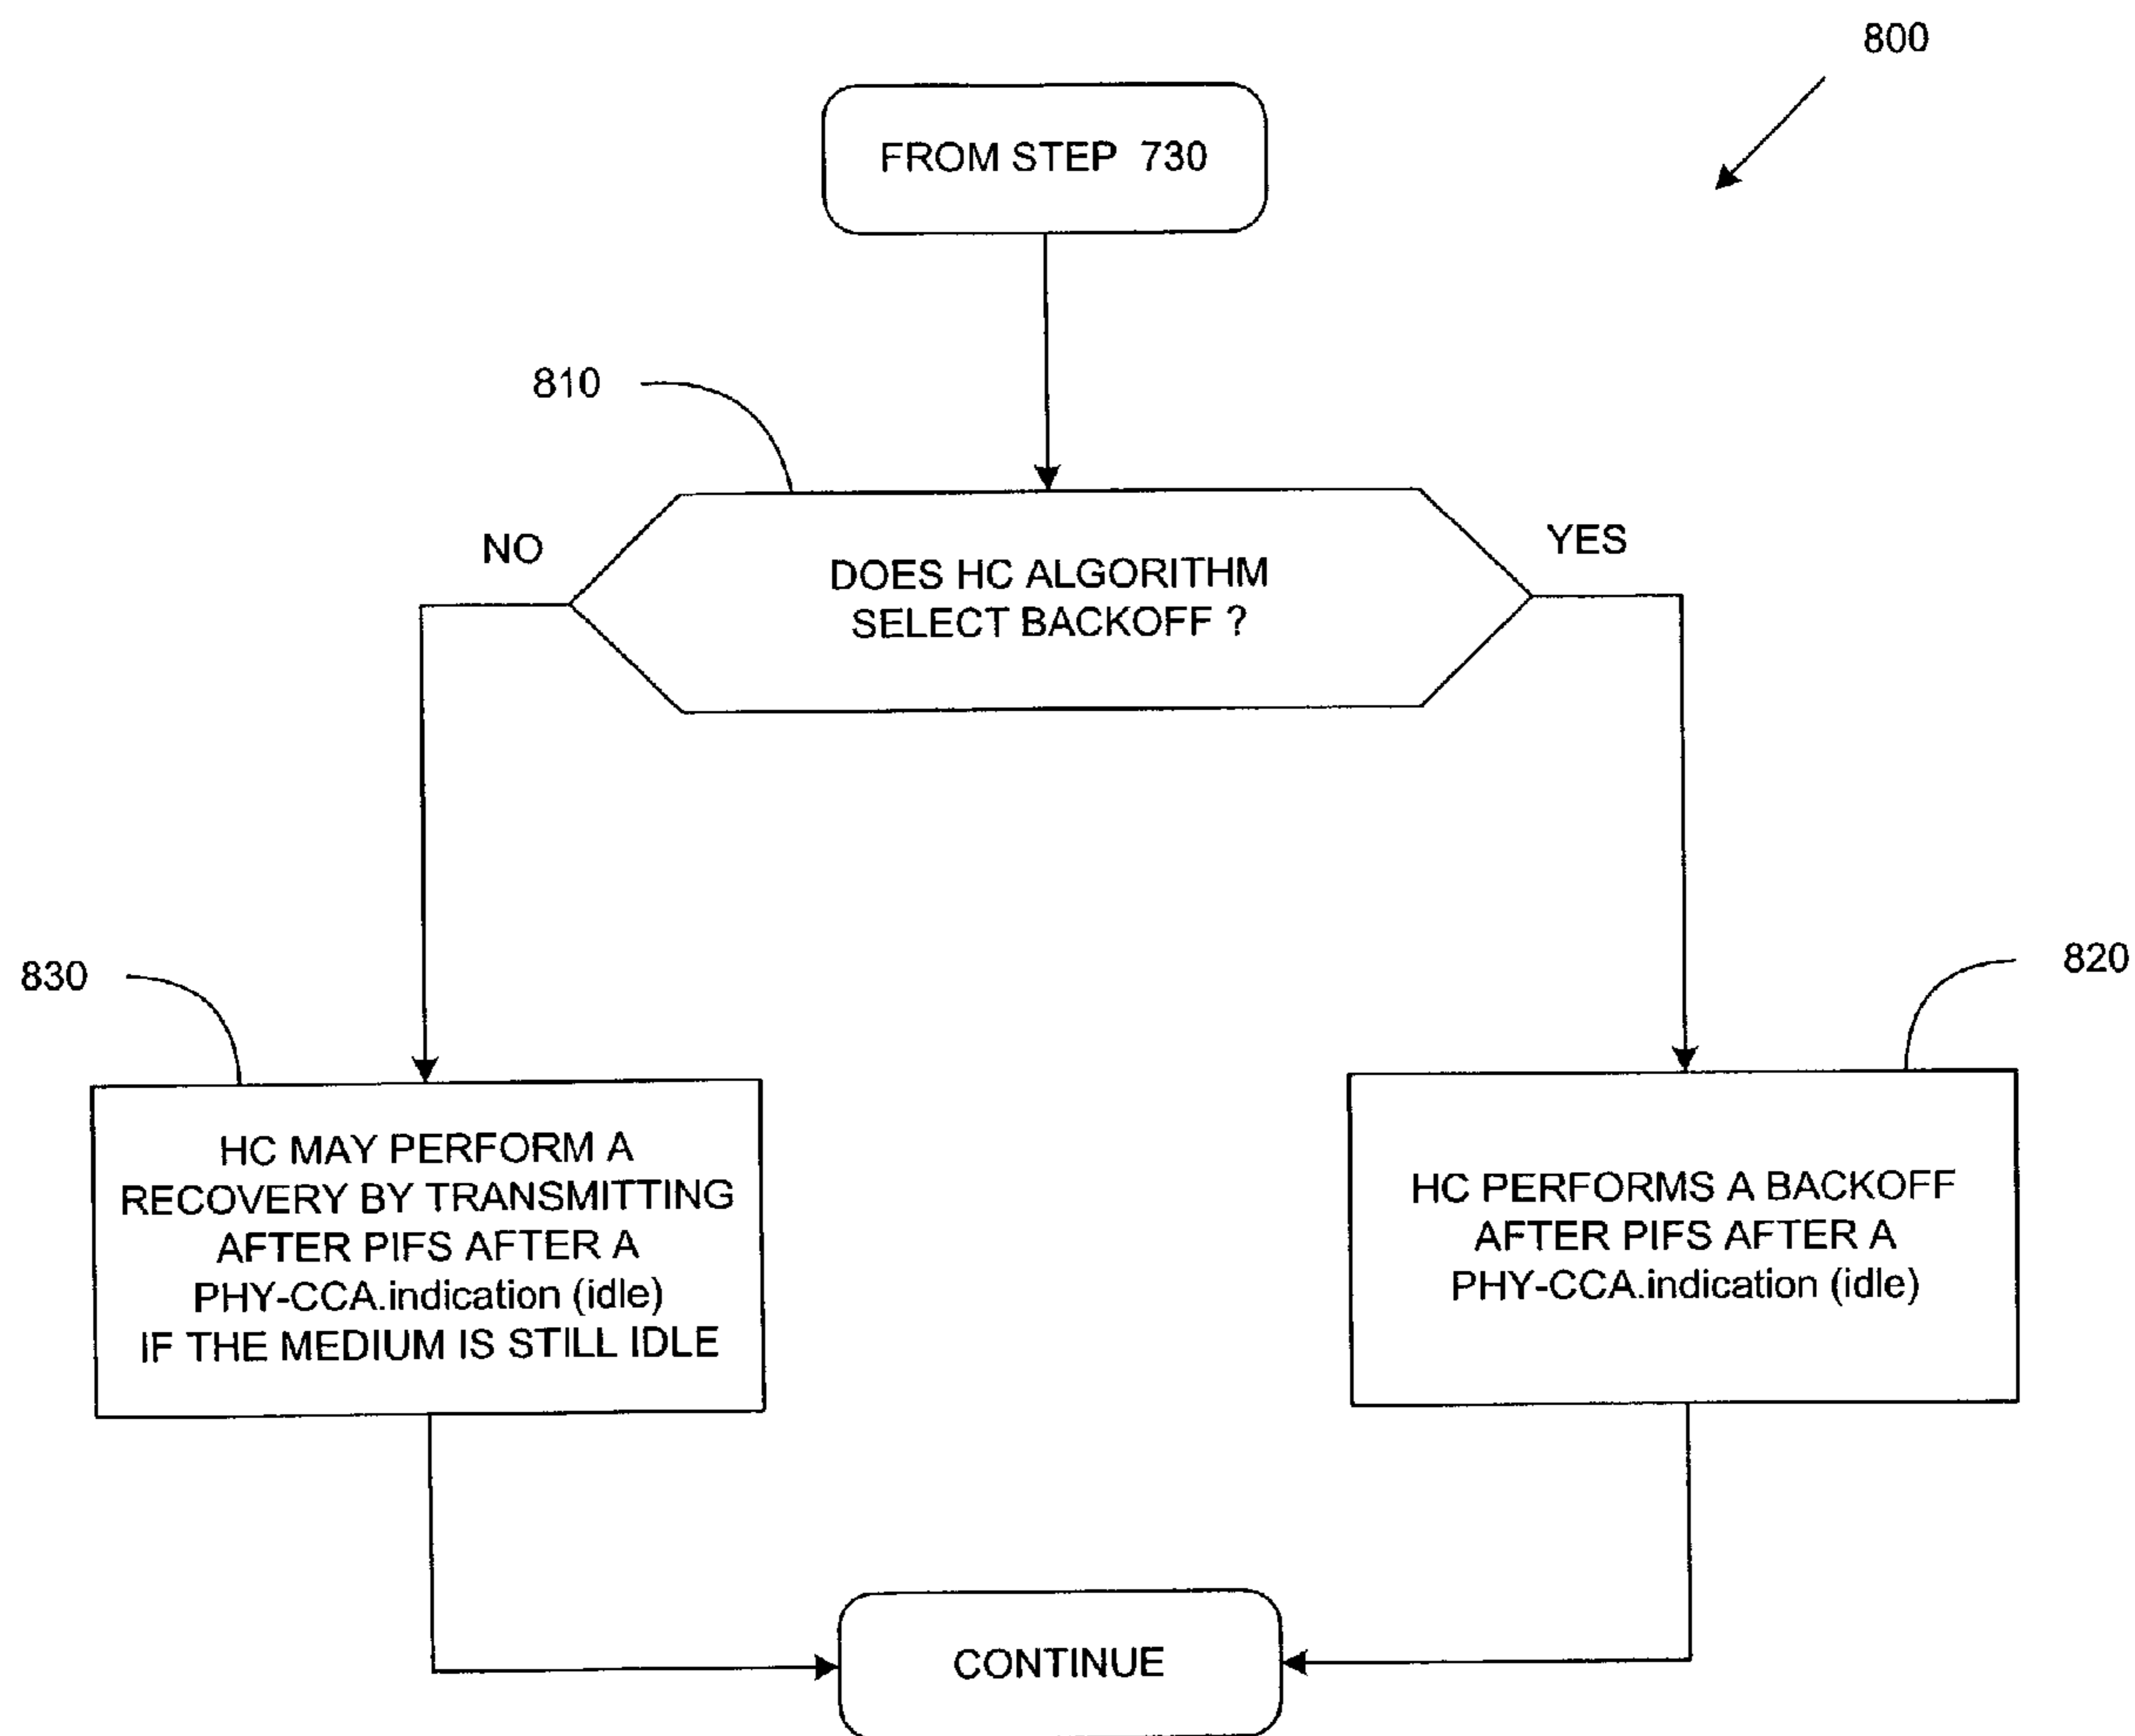 800
FROM STEP 730
810
NO
YES
DOES HC ALGORITHM
SELECT BACKOFF ?
830
820
HC MAY PERFORM A
RECOVERY BY TRANSMITTING
AFTER PIFS AFTER A
PHY-CCA.indication (idle)
IF THE MEDIUM IS STILL IDLE
HC PERFORMS A BACKOFF
AFTER PIFS AFTER A
PHY-CCA.indication (idle)
CONTINUE